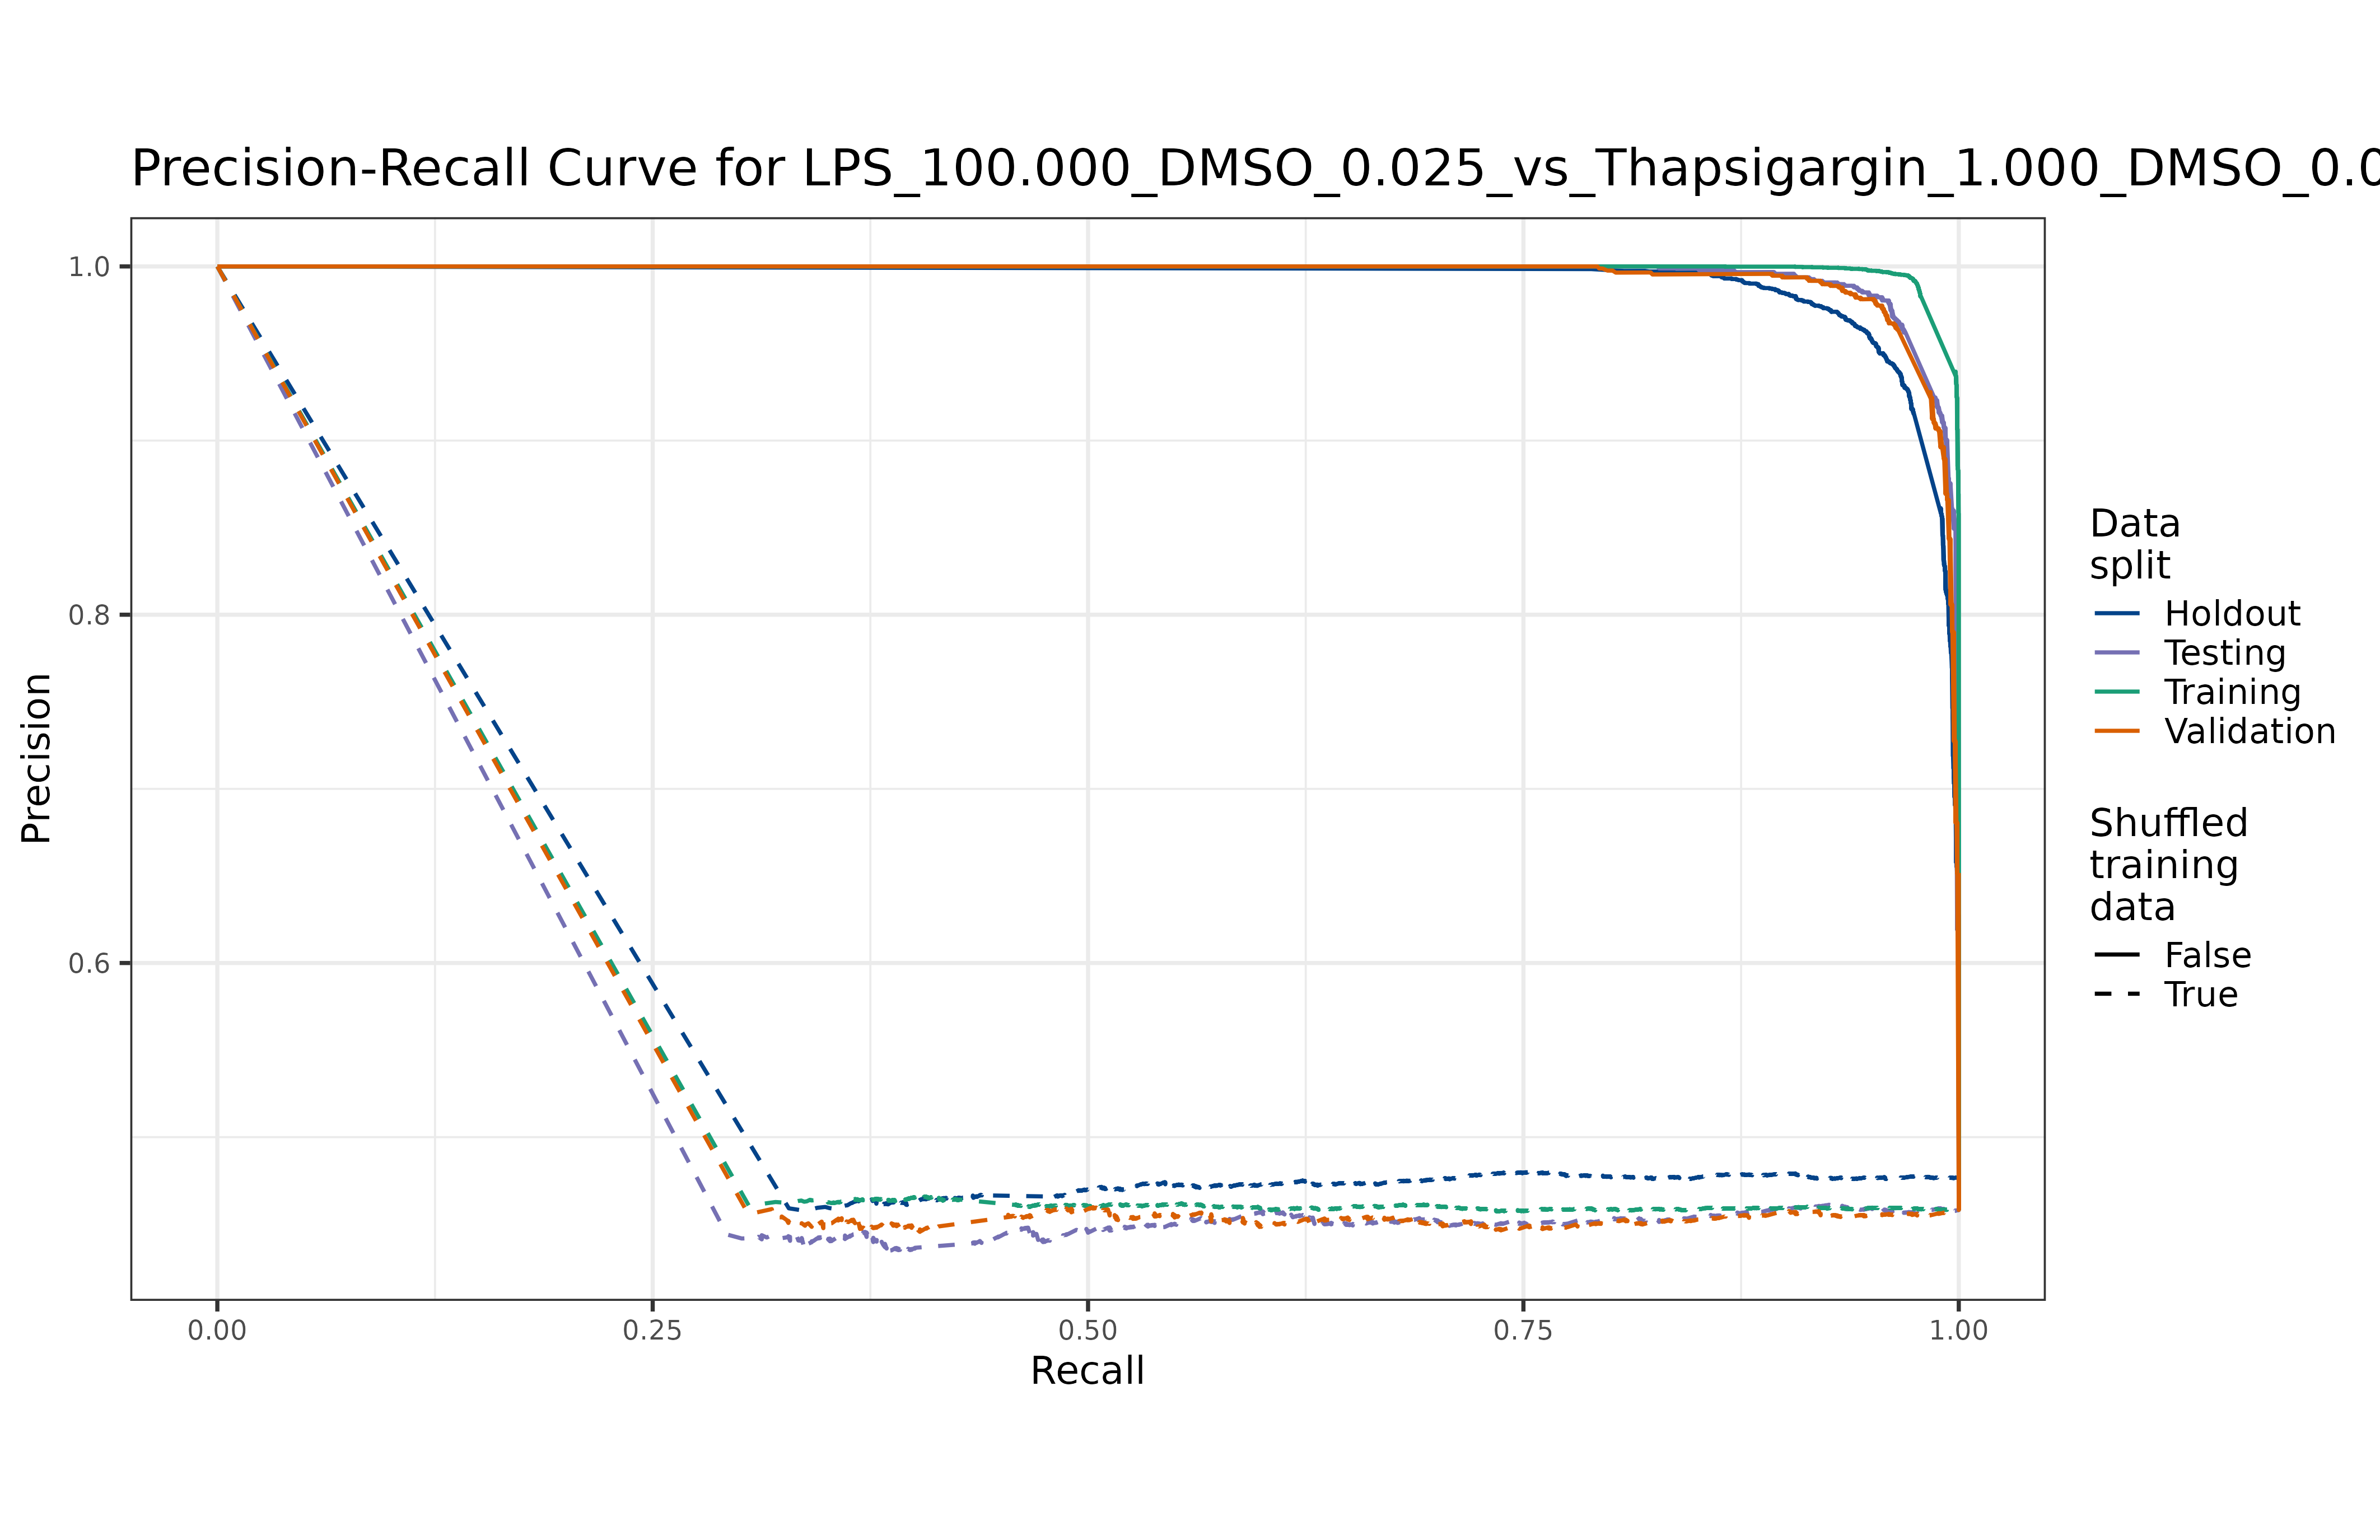 Precision-Recall Curve for LPS_100.000_DMSO_0.025_vs_Thapsigargin_1.000_DMSO_0.0
1.0
0.8
0.6
Precision
0.00 0.25 0.50 0.75 1.00
Recall
Data
split
Holdout
Testing
Training
Validation
Shuffled
training
data
False
True